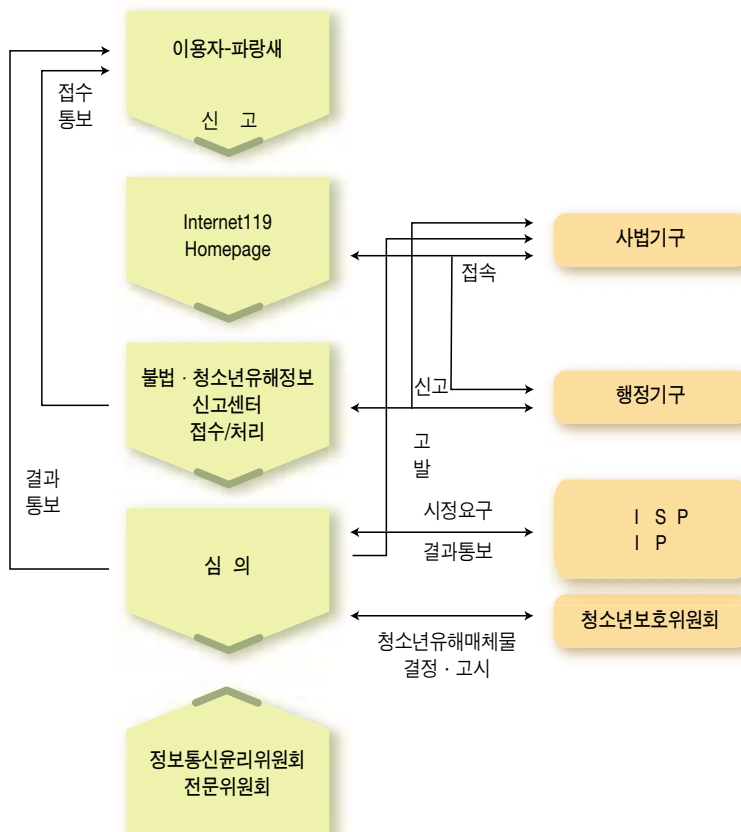 이용자-파랑새
접수
통보
신 고
Internet119
Homepage
사법기구
접속
불법 · 청소년유해정보
신고센터
접수/처리
신고
행정기구
고
발
결과
통보
시정요구
결과통보
I S P
I P
심 의
청소년보호위원회
청소년유해매체물
결정 · 고시
정보통신윤리위원회
전문위원회